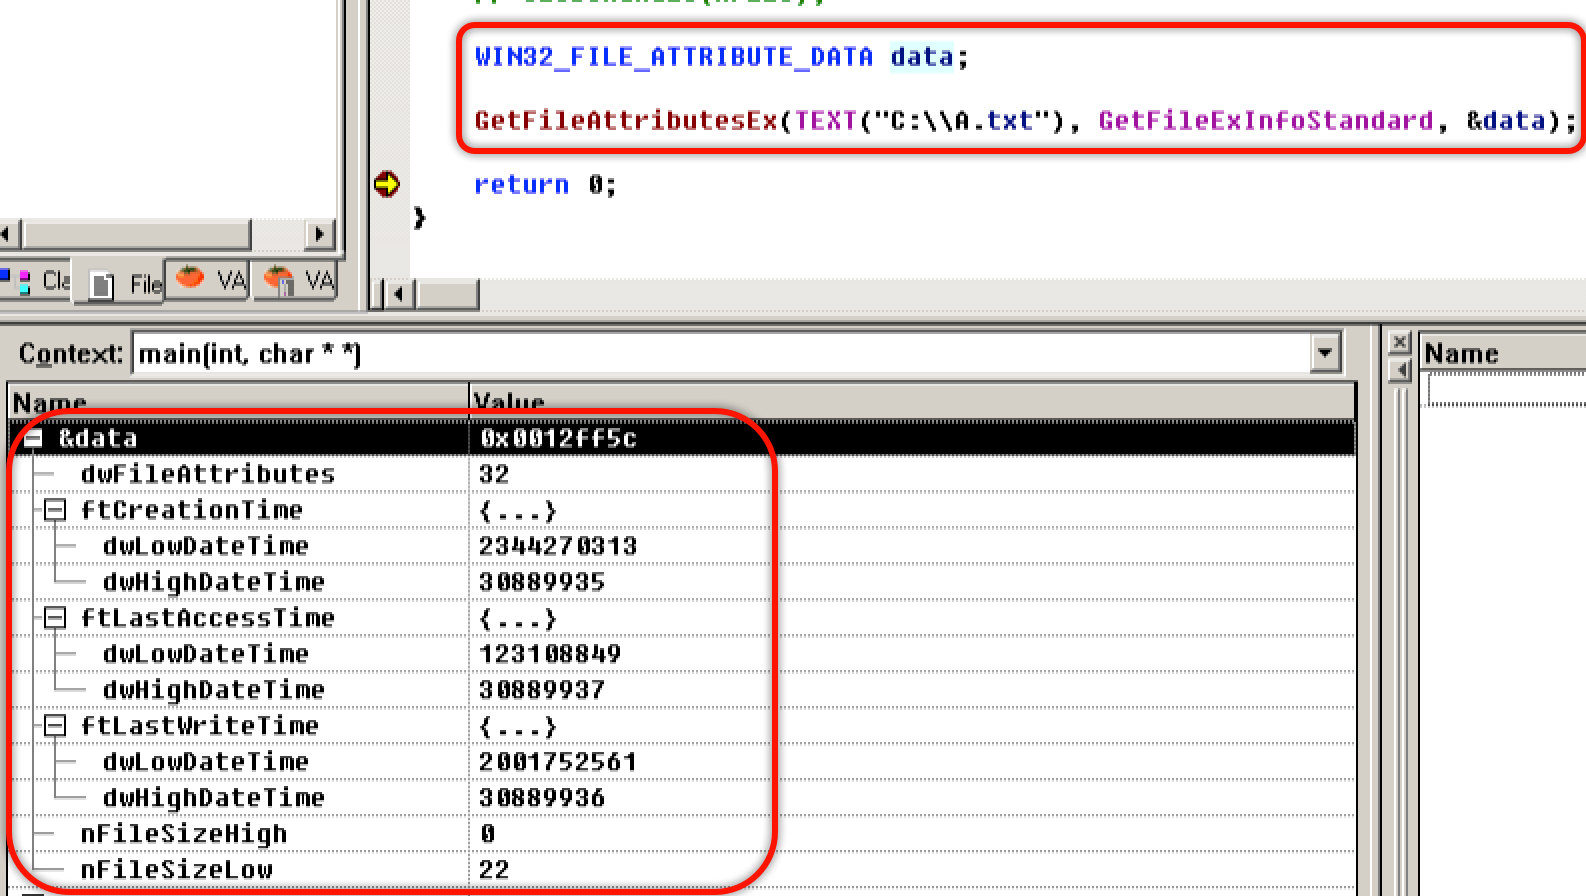 WIN32_FILE_ATTRIBUTE_DATA data;
GetFileAttributesEx(TEXT("C:\\A.txt"), GetFileExInfoStandard, &data);
return 0;
}
Cla
File
VA
VA
Context: main(int, char * *)
Name Value
&data 0x0012ff5c
dwFileAttributes 32
ftCreationTime {...}
dwLowDateTime 2344270313
dwHighDateTime 30889935
ftLastAccessTime {...}
dwLowDateTime 123108849
dwHighDateTime 30889937
ftLastWriteTime {...}
dwLowDateTime 2001752561
dwHighDateTime 30889936
nFileSizeHigh 0
nFileSizeLow 22
Name